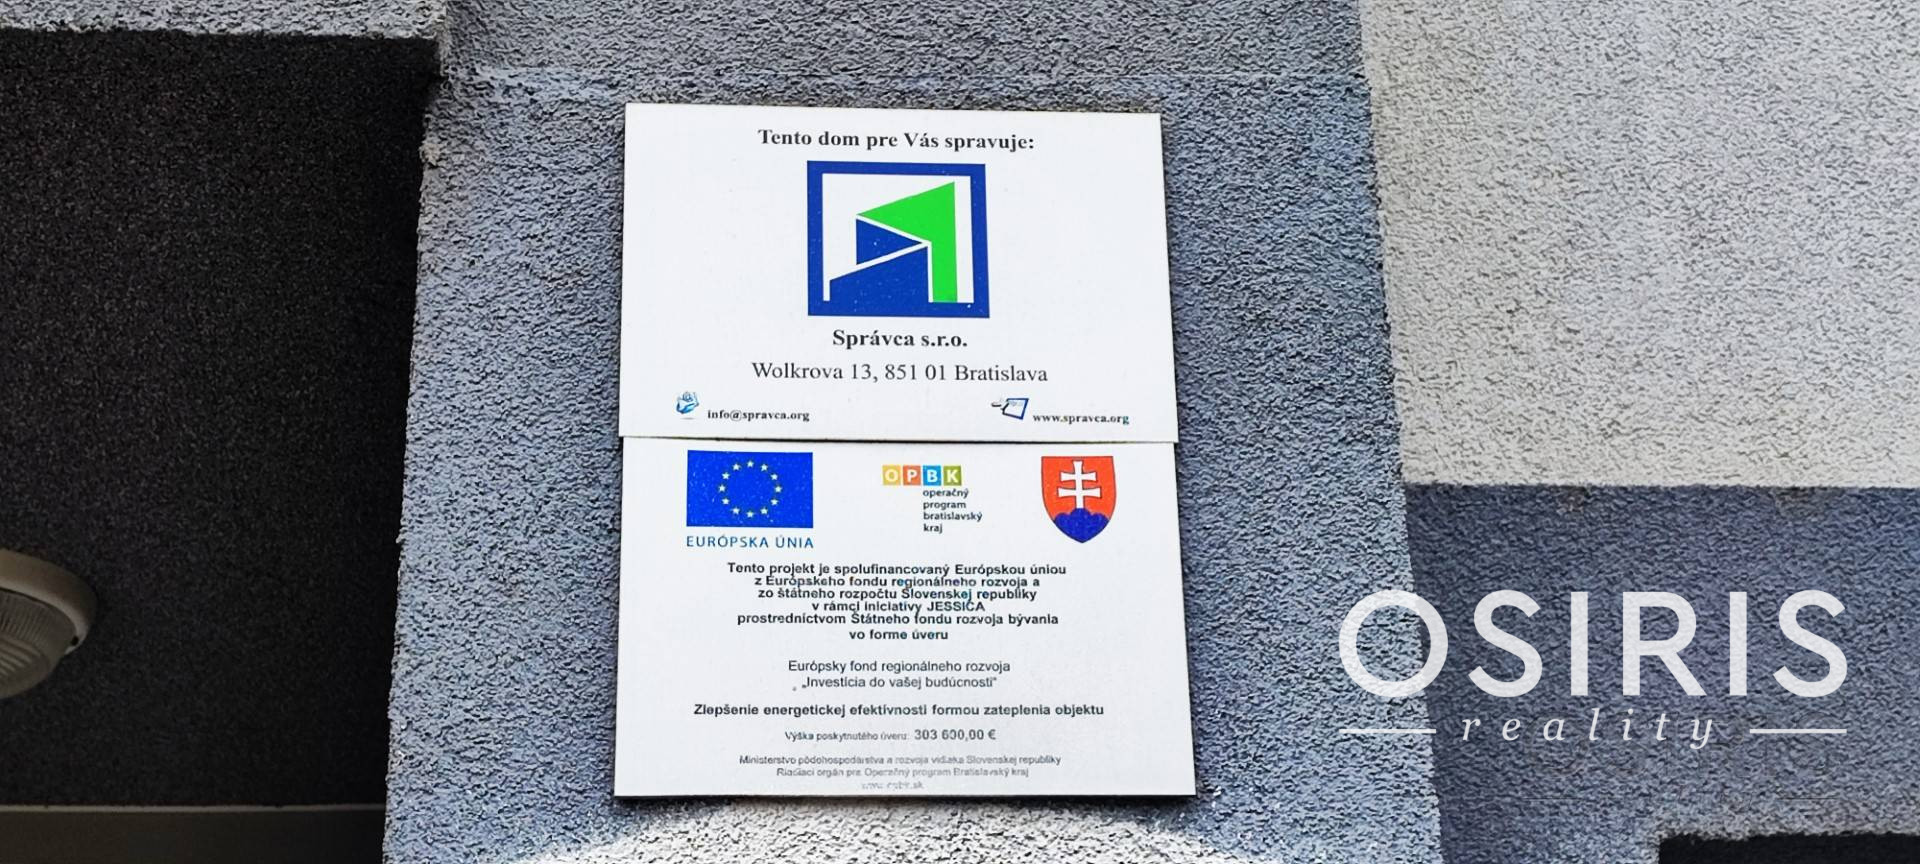 Tento dom pre Vás spravuje:
Správca s.r.o.
Wolkrova 13, 851 01 Bratislava
info@spravca.org
www.spravca.org
EURÓPSKA ÚNIA
OPBK
operačný
program
bratislavský
kraj
Tento projekt je spolufinancovaný Európskou úniou
z Európskeho fondu regionálneho rozvoja a
zo štátneho rozpočtu Slovenskej republiky
v rámci iniciatívy JESSICA
prostredníctvom Štátneho fondu rozvoja bývania
vo forme úveru
Európsky fond regionálneho rozvoja
„Investícia do vašej budúcnosti"
Zlepšenie energetickej efektívnosti formou zateplenia objektu
Výška poskytnutého úveru: 303 600,00 €
Ministerstvo pôdohospodárstva a rozvoja vidieka Slovenskej republiky
Riadiaci orgán pre Operačný program Bratislavský kraj
www.opbk.sk
OSIRIS
reality